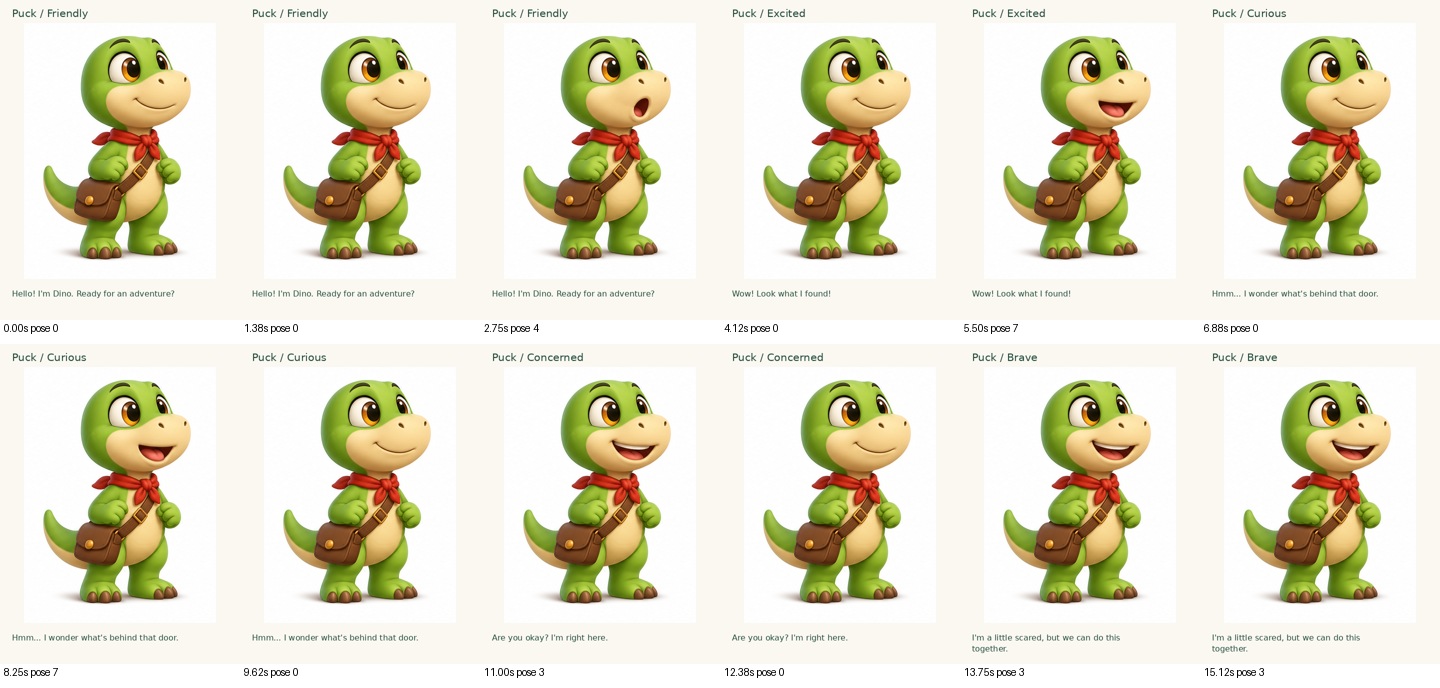 Puck / Friendly
Puck / Friendly
Puck / Friendly
Puck / Excited
Puck / Excited
Puck / Curious
Hello! I'm Dino. Ready for an adventure?
Hello! I'm Dino. Ready for an adventure?
Hello! I'm Dino. Ready for an adventure?
Wow! Look what I found!
Wow! Look what I found!
Hmm... I wonder what's behind that door.
0.00s pose 0
1.38s pose 0
2.75s pose 4
4.12s pose 0
5.50s pose 7
6.88s pose 0
Puck / Curious
Puck / Curious
Puck / Concerned
Puck / Concerned
Puck / Brave
Puck / Brave
Hmm... I wonder what's behind that door.
Hmm... I wonder what's behind that door.
Are you okay? I'm right here.
Are you okay? I'm right here.
I'm a little scared, but we can do this
together.
I'm a little scared, but we can do this
together.
8.25s pose 7
9.62s pose 0
11.00s pose 3
12.38s pose 0
13.75s pose 3
15.12s pose 3